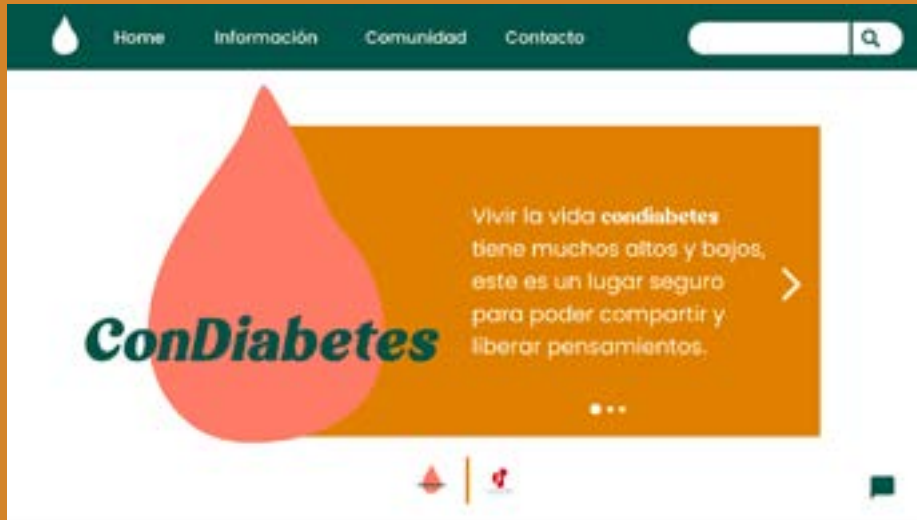 Home
Información
Comunidad
Contacto
Vivir la vida condiabetes
tiene muchos altos y bajos,
este es un lugar seguro
para poder compartir y
liberar pensamientos.
ConDiabetes